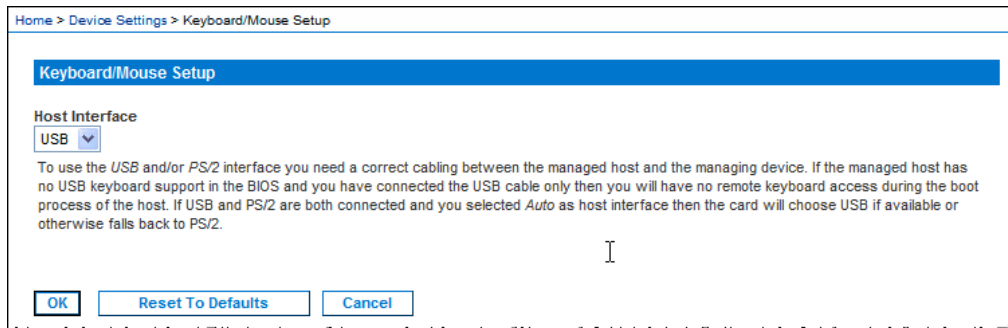 Home > Device Settings > Keyboard/Mouse Setup
Keyboard/Mouse Setup
Host Interface
USB
To use the USB and/or PS/2 interface you need a correct cabling between the managed host and the managing device. If the managed host has
no USB keyboard support in the BIOS and you have connected the USB cable only then you will have no remote keyboard access during the boot
process of the host. If USB and PS/2 are both connected and you selected Auto as host interface then the card will choose USB if available or
otherwise falls back to PS/2.
OK Reset To Defaults Cancel